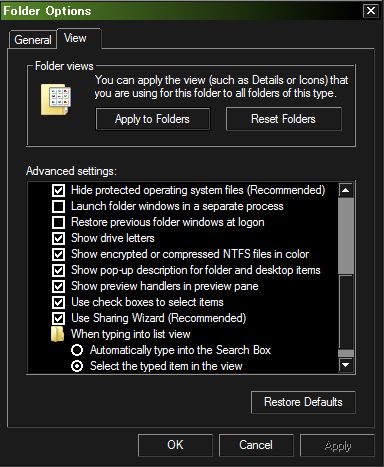 Folder Options
General
View
Folder views
You can apply the view (such as Details or Icons) that
you are using for this folder to all folders of this type.
Apply to Folders
Reset Folders
Advanced settings:
Hide protected operating system files (Recommended)
Launch folder windows in a separate process
Restore previous folder windows at logon
Show drive letters
Show encrypted or compressed NTFS files in color
Show pop-up description for folder and desktop items
Show preview handlers in preview pane
Use check boxes to select items
Use Sharing Wizard (Recommended)
When typing into list view
Automatically type into the Search Box
Select the typed item in the view
Restore Defaults
OK
Cancel
Apply